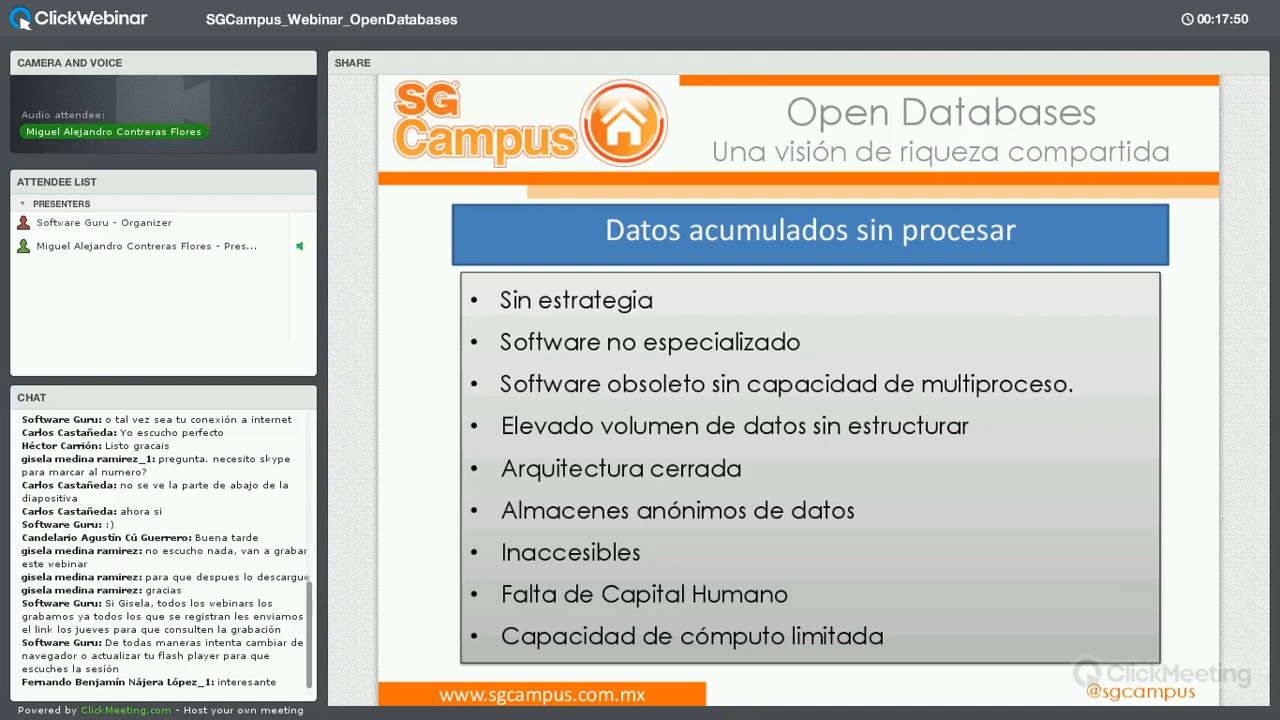 ClickWebinar
SGCampus_Webinar_OpenDatabases
00:17:50
CAMERA AND VOICE
Audio attendee:
Miguel Alejandro Contreras Flores
ATTENDEE LIST
PRESENTERS
Software Guru - Organizer
Miguel Alejandro Contreras Flores - Pres...
CHAT
Software Guru: o tal vez sea tu conexión a internet
Carlos Castañeda: Yo escucho perfecto
Héctor Carrión: Listo gracais
gisela medina ramirez_1: pregunta. necesito skype
para marcar al numero?
Carlos Castañeda: no se ve la parte de abajo de la
diapositiva
Carlos Castañeda: ahora si
Software Guru: :)
Candelario Agustín Cú Guerrero: Buena tarde
gisela medina ramirez: no escucho nada, van a grabar
este webinar
gisela medina ramirez: para que despues lo descargue
gisela medina ramirez: gracias
Software Guru: Si Gisela, todos los webinars los
grabamos ya todos los que se registran les enviamos
el link los jueves para que consulten la grabación
Software Guru: De todas maneras intenta cambiar de
navegador o actualizar tu flash player para que
escuches la sesión
Fernando Benjamín Nájera López_1: interesante
Powered by ClickMeeting.com - Host your own meeting
SHARE
SG
Campus
Open Databases
Una visión de riqueza compartida
Datos acumulados sin procesar
• Sin estrategia
• Software no especializado
• Software obsoleto sin capacidad de multiproceso.
• Elevado volumen de datos sin estructurar
• Arquitectura cerrada
• Almacenes anónimos de datos
• Inaccesibles
• Falta de Capital Humano
• Capacidad de cómputo limitada
www.sgcampus.com.mx
ClickMeeting
@sgcampus